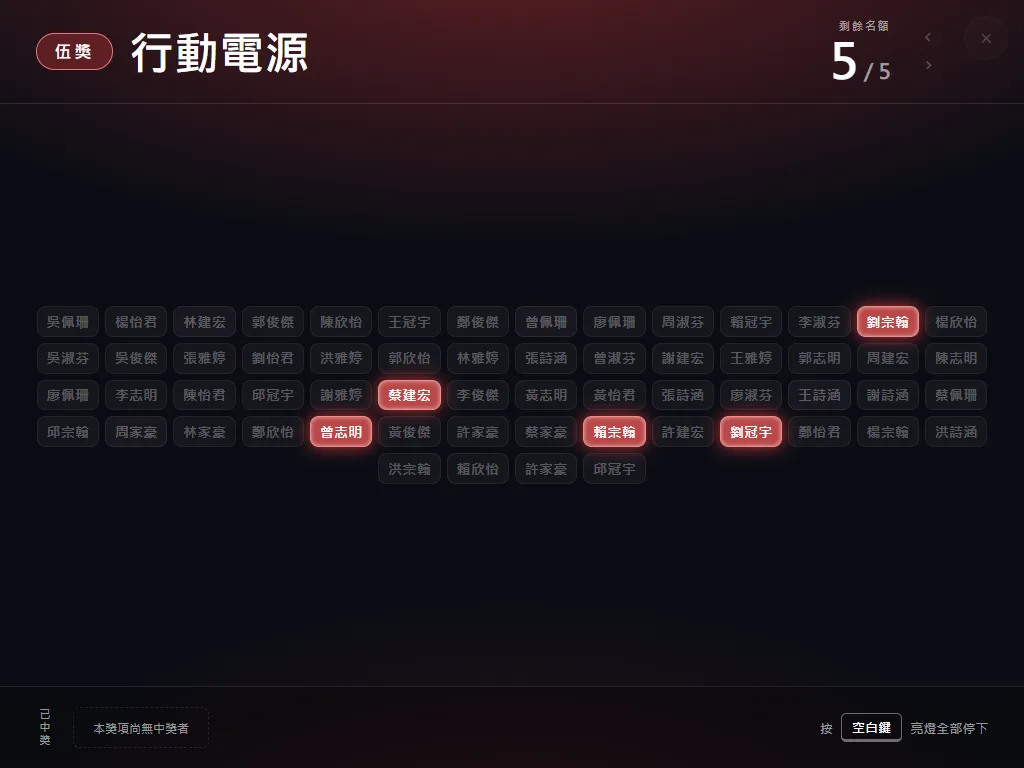 伍獎
行動電源
剩餘名額
5 / 5
吳佩珊 楊怡君 林建宏 郭俊傑 陳欣怡 王冠宇 鄭俊傑 曾佩珊 廖佩珊 周淑芬 賴冠宇 李淑芬 劉宗翰 楊欣怡
吳淑芬 吳俊傑 張雅婷 劉怡君 洪雅婷 郭欣怡 林雅婷 張詩涵 曾淑芬 謝建宏 王雅婷 郭志明 周建宏 陳志明
廖佩珊 李志明 陳怡君 邱冠宇 謝雅婷 蔡建宏 李俊傑 黃志明 黃怡君 張詩涵 廖淑芬 王詩涵 謝詩涵 蔡佩珊
邱宗翰 周家豪 林家豪 鄭欣怡 曾志明 黃俊傑 許家豪 蔡家豪 賴宗翰 許建宏 劉冠宇 鄭怡君 楊宗翰 洪詩涵
洪宗翰 賴欣怡 許家豪 邱冠宇
已中獎
本獎項尚無中獎者
按 空白鍵 亮燈全部停下